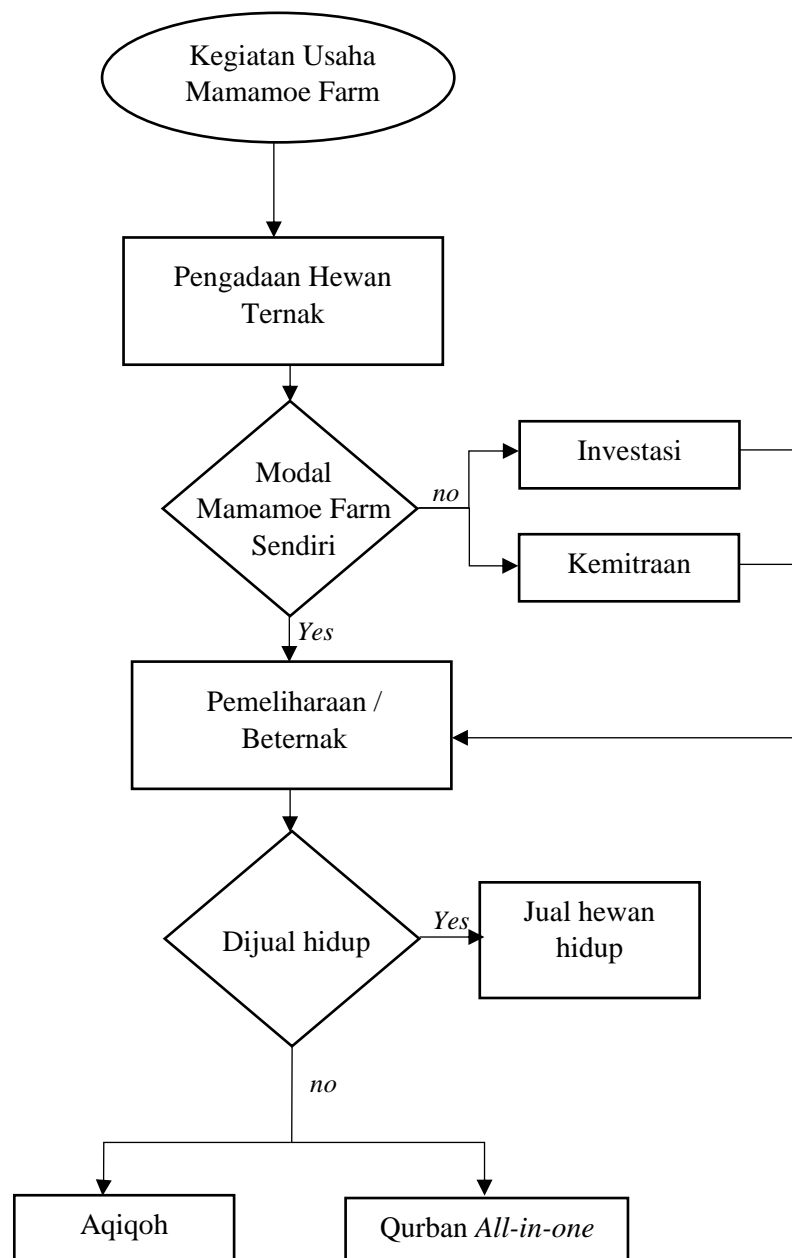 Kegiatan Usaha
Mamamoe Farm
Pengadaan Hewan
Ternak
Modal
Mamamoe Farm
Sendiri
no
Investasi
Kemitraan
Yes
Pemeliharaan /
Beternak
Dijual hidup
Yes
Jual hewan
hidup
no
Aqiqoh
Qurban All-in-one